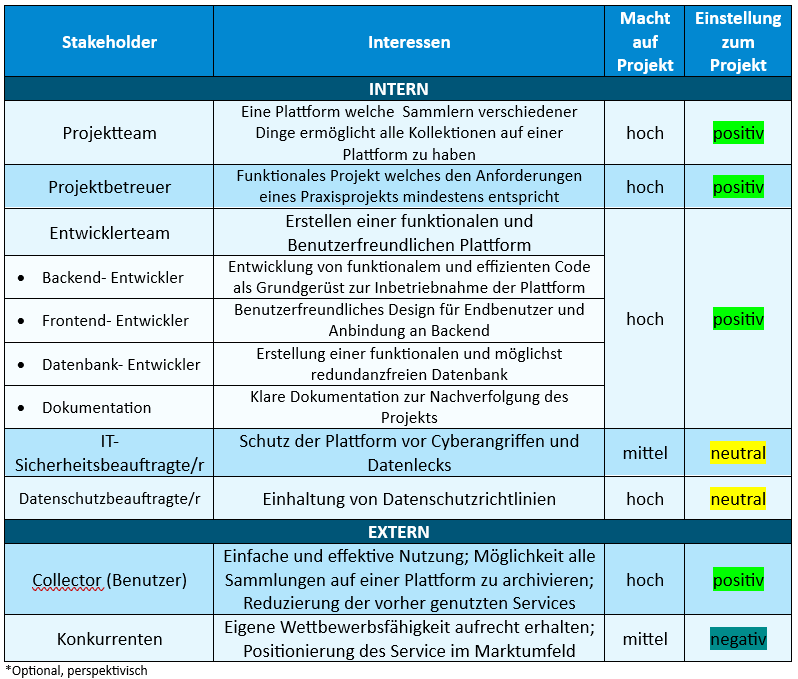 Stakeholder
Interessen
Macht
auf
Projekt
Einstellung
zum
Projekt
INTERN
Projektteam
Eine Plattform welche Sammlern verschiedener
Dinge ermöglicht alle Kollektionen auf einer
Plattform zu haben
hoch
positiv
Projektbetreuer
Funktionales Projekt welches den Anforderungen
eines Praxisprojekts mindestens entspricht
hoch
positiv
Entwicklerteam
Erstellen einer funktionalen und
Benutzerfreundlichen Plattform
• Backend- Entwickler
Entwicklung von funktionalem und effizienten Code
als Grundgerüst zur Inbetriebnahme der Plattform
• Frontend- Entwickler
Benutzerfreundliches Design für Endbenutzer und
Anbindung an Backend
• Datenbank- Entwickler
Erstellung einer funktionalen und möglichst
redundanzfreien Datenbank
• Dokumentation
Klare Dokumentation zur Nachverfolgung des
Projekts
hoch
positiv
IT-
Sicherheitsbeauftragte/r
Schutz der Plattform vor Cyberangriffen und
Datenlecks
mittel
neutral
Datenschutzbeauftragte/r
Einhaltung von Datenschutzrichtlinien
hoch
neutral
EXTERN
Collector (Benutzer)
Einfache und effektive Nutzung; Möglichkeit alle
Sammlungen auf einer Plattform zu archivieren;
Reduzierung der vorher genutzten Services
hoch
positiv
Konkurrenten
Eigene Wettbewerbsfähigkeit aufrecht erhalten;
Positionierung des Service im Marktumfeld
mittel
negativ
*Optional, perspektivisch